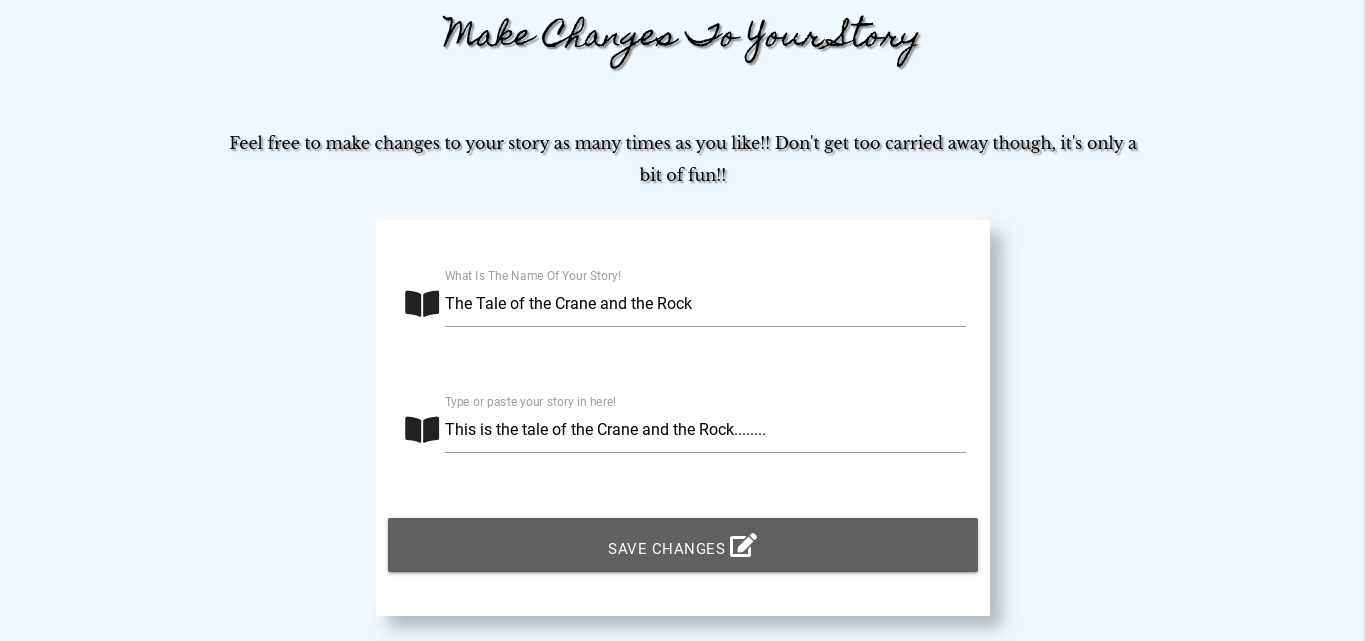 Make Changes To Your Story
Feel free to make changes to your story as many times as you like!! Don't get too carried away though, it's only a
bit of fun!!
What Is The Name Of Your Story!
The Tale of the Crane and the Rock
Type or paste your story in here!
This is the tale of the Crane and the Rock........
SAVE CHANGES